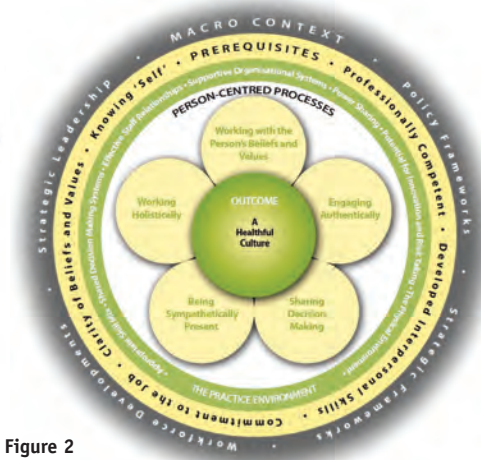 MACRO CONTEXT
Policy Frameworks
Strategic Frameworks
Workforce Developments
Strategic Leadership
PREREQUISITES
Professionally Competent
Developed Interpersonal Skills
Commitment to the Job
Clarity of Beliefs and Values
Knowing 'Self'
Supportive Organisational Systems
Power Sharing
Potential for Innovation and Risk Taking
The Physical Environment
THE PRACTICE ENVIRONMENT
Appropriate Skill Mix
Shared Decision Making Systems
Effective Staff Relationships
PERSON-CENTRED PROCESSES
Working with the
Person's Beliefs and
Values
Engaging
Authentically
Sharing
Decision
Making
Being
Sympathetically
Present
Working
Holistically
OUTCOME
A
Healthful
Culture
Figure 2